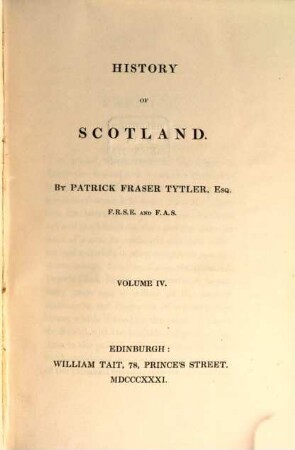 HISTORY
OF
SCOTLAND.
BY PATRICK FRASER TYTLER, ESQ.
F.R.S.E. AND F.A.S.
VOLUME IV.
EDINBURGH:
WILLIAM TAIT, 78, PRINCE'S STREET.
MDCCCXXXI.